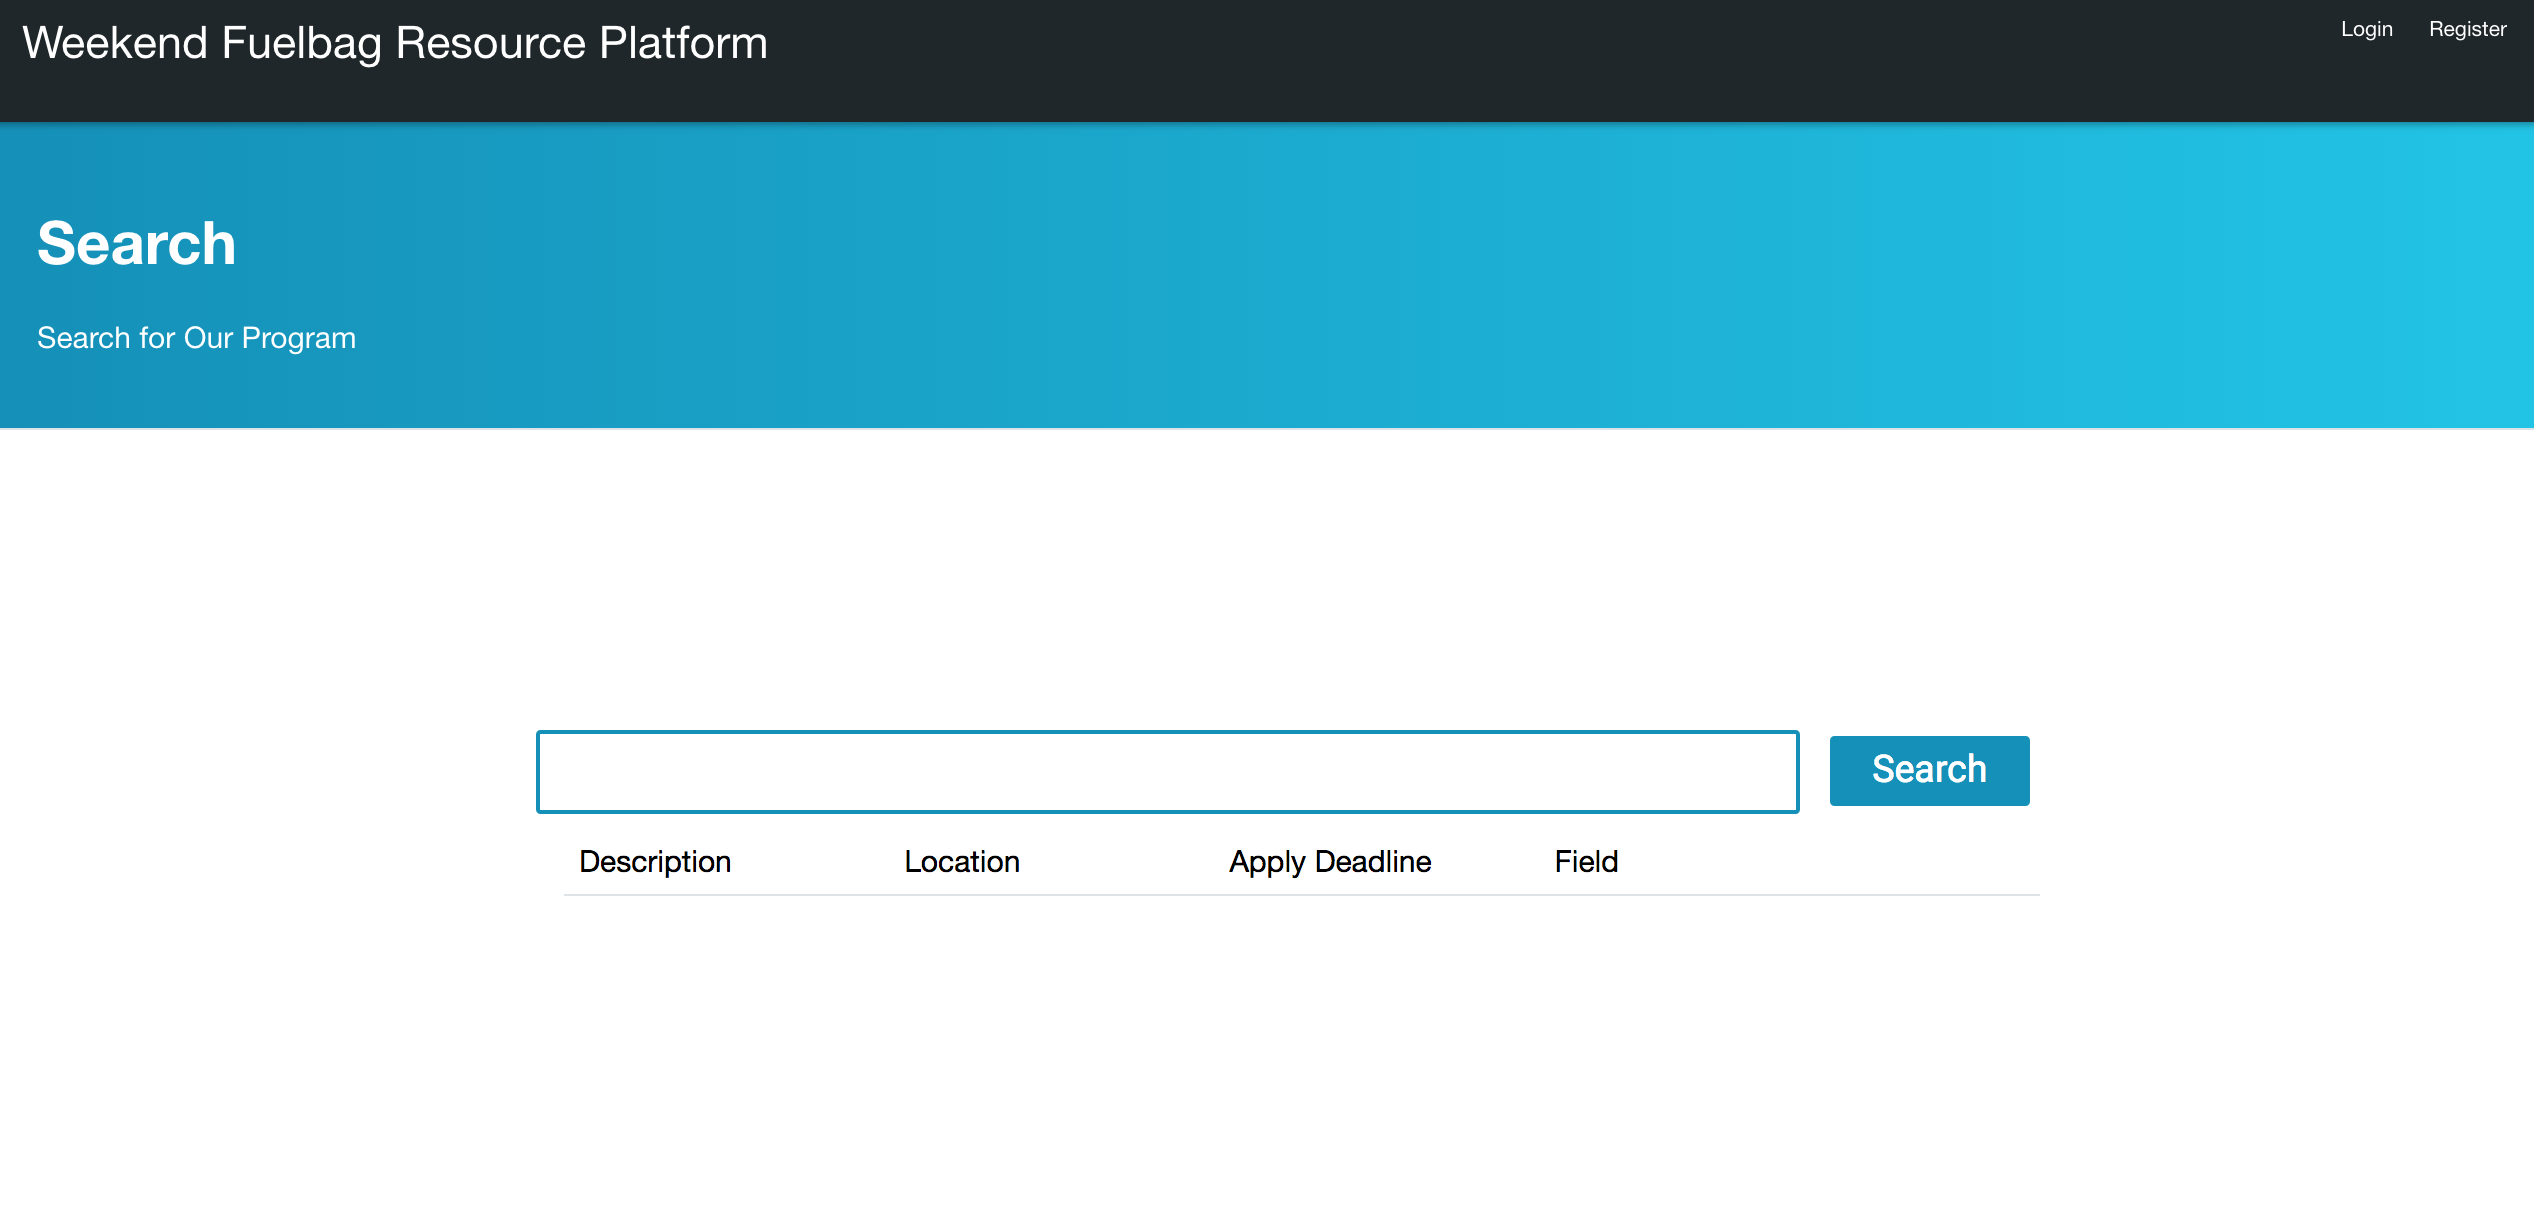 Weekend Fuelbag Resource Platform
Login Register
Search
Search for Our Program
Search
Description Location Apply Deadline Field